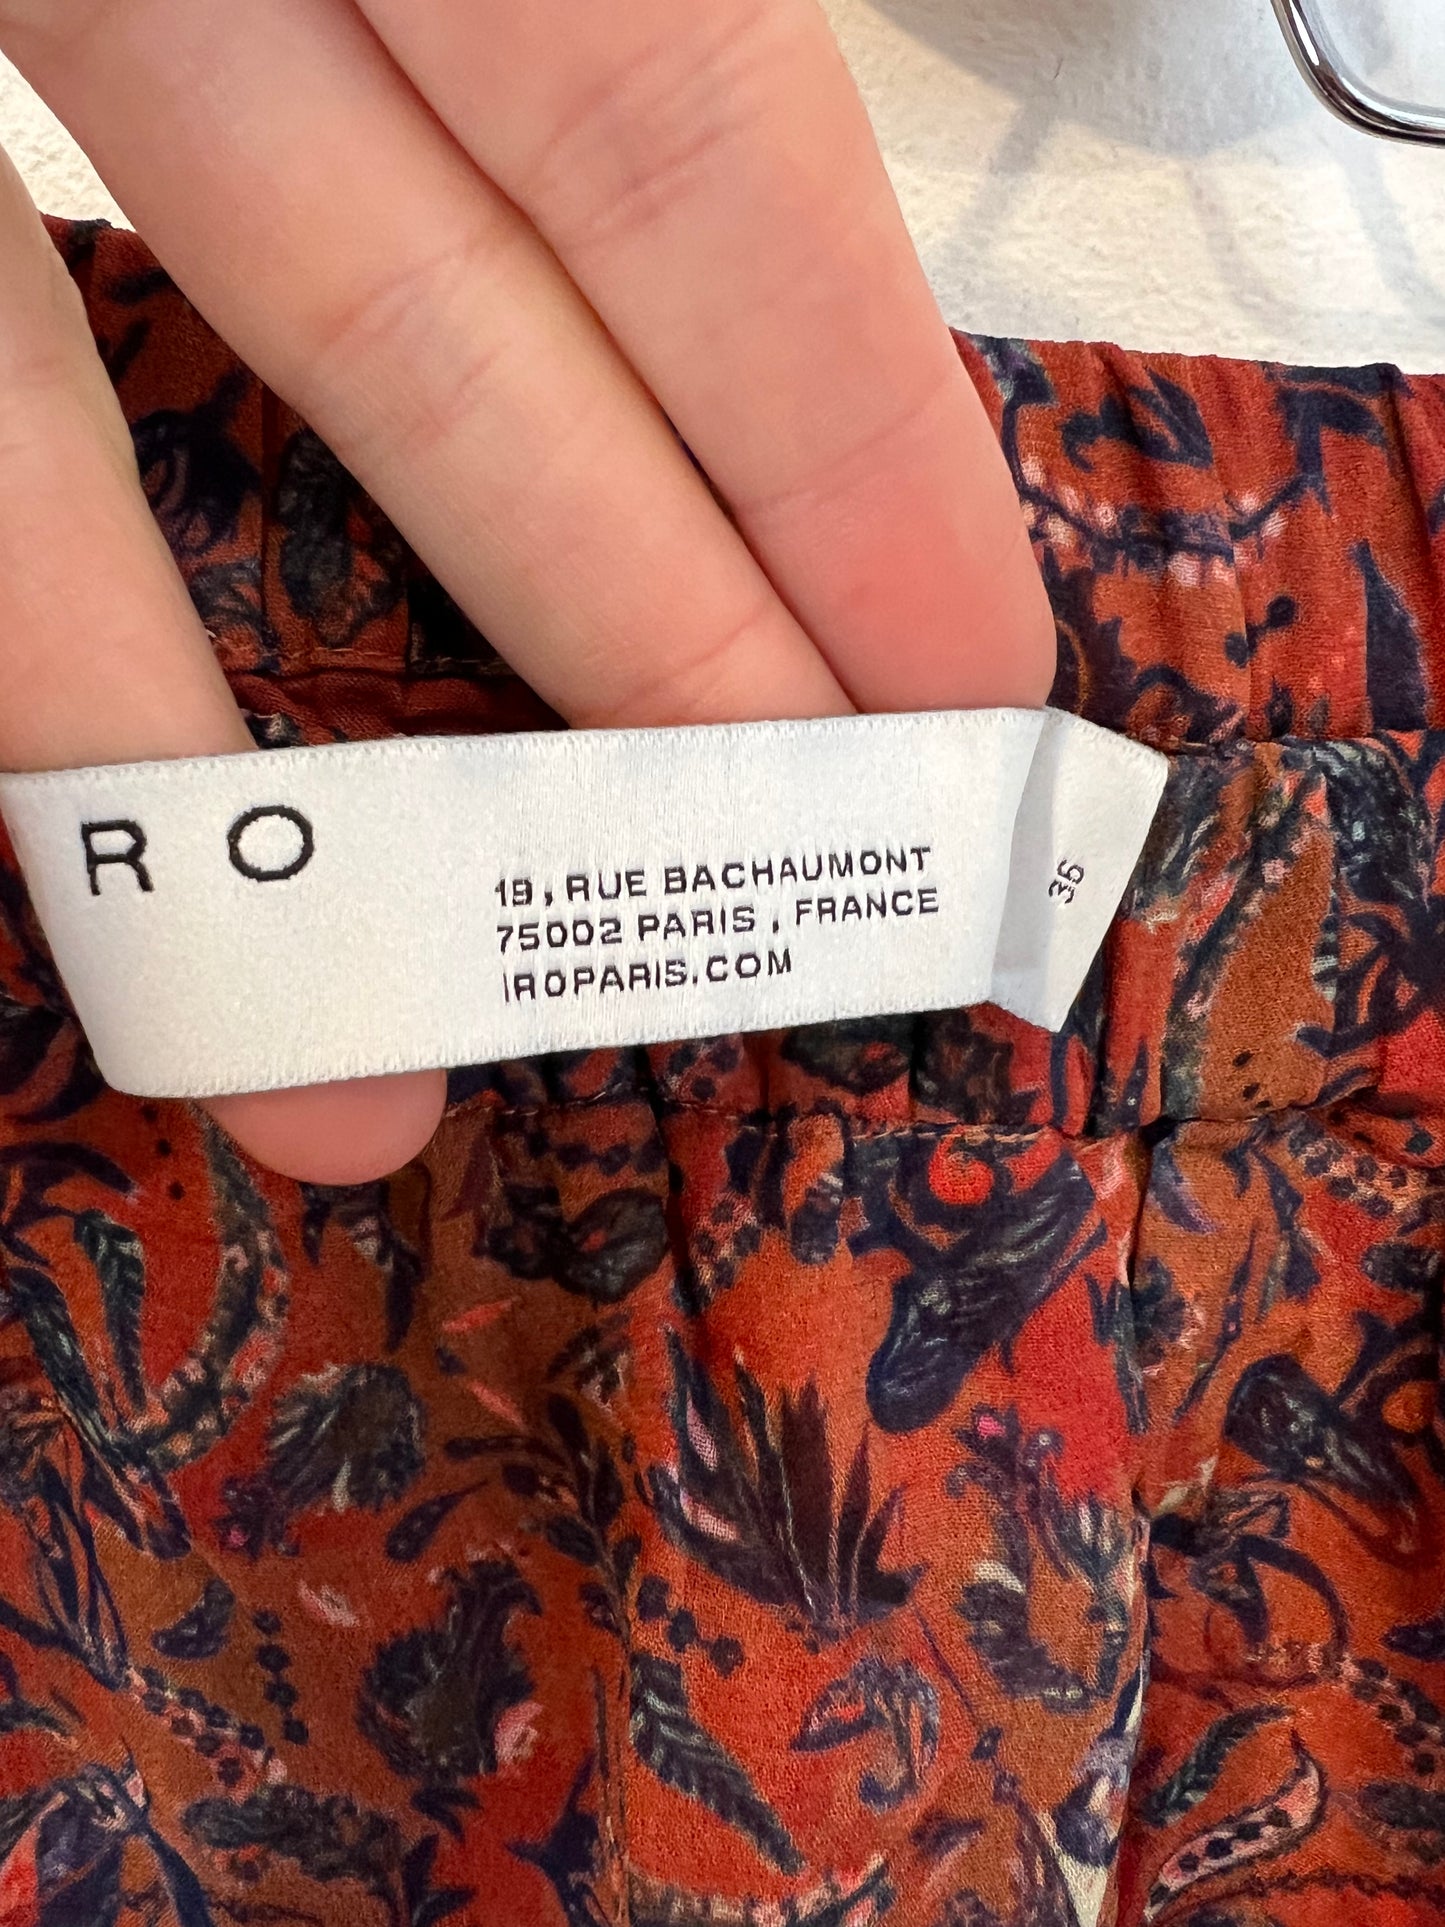 R O
19, RUE BACHAUMONT
75002 PARIS, FRANCE
IROPARIS.COM
36